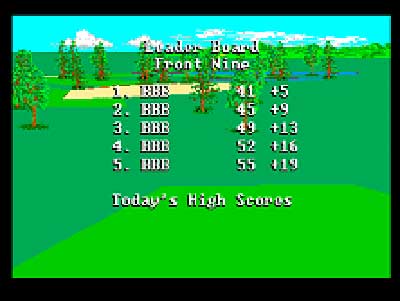 Leader Board
Front Nine
1. BBB 41 +5
2. BBB 45 +9
3. BBB 49 +13
4. BBB 52 +16
5. BBB 55 +19
Today's High Scores